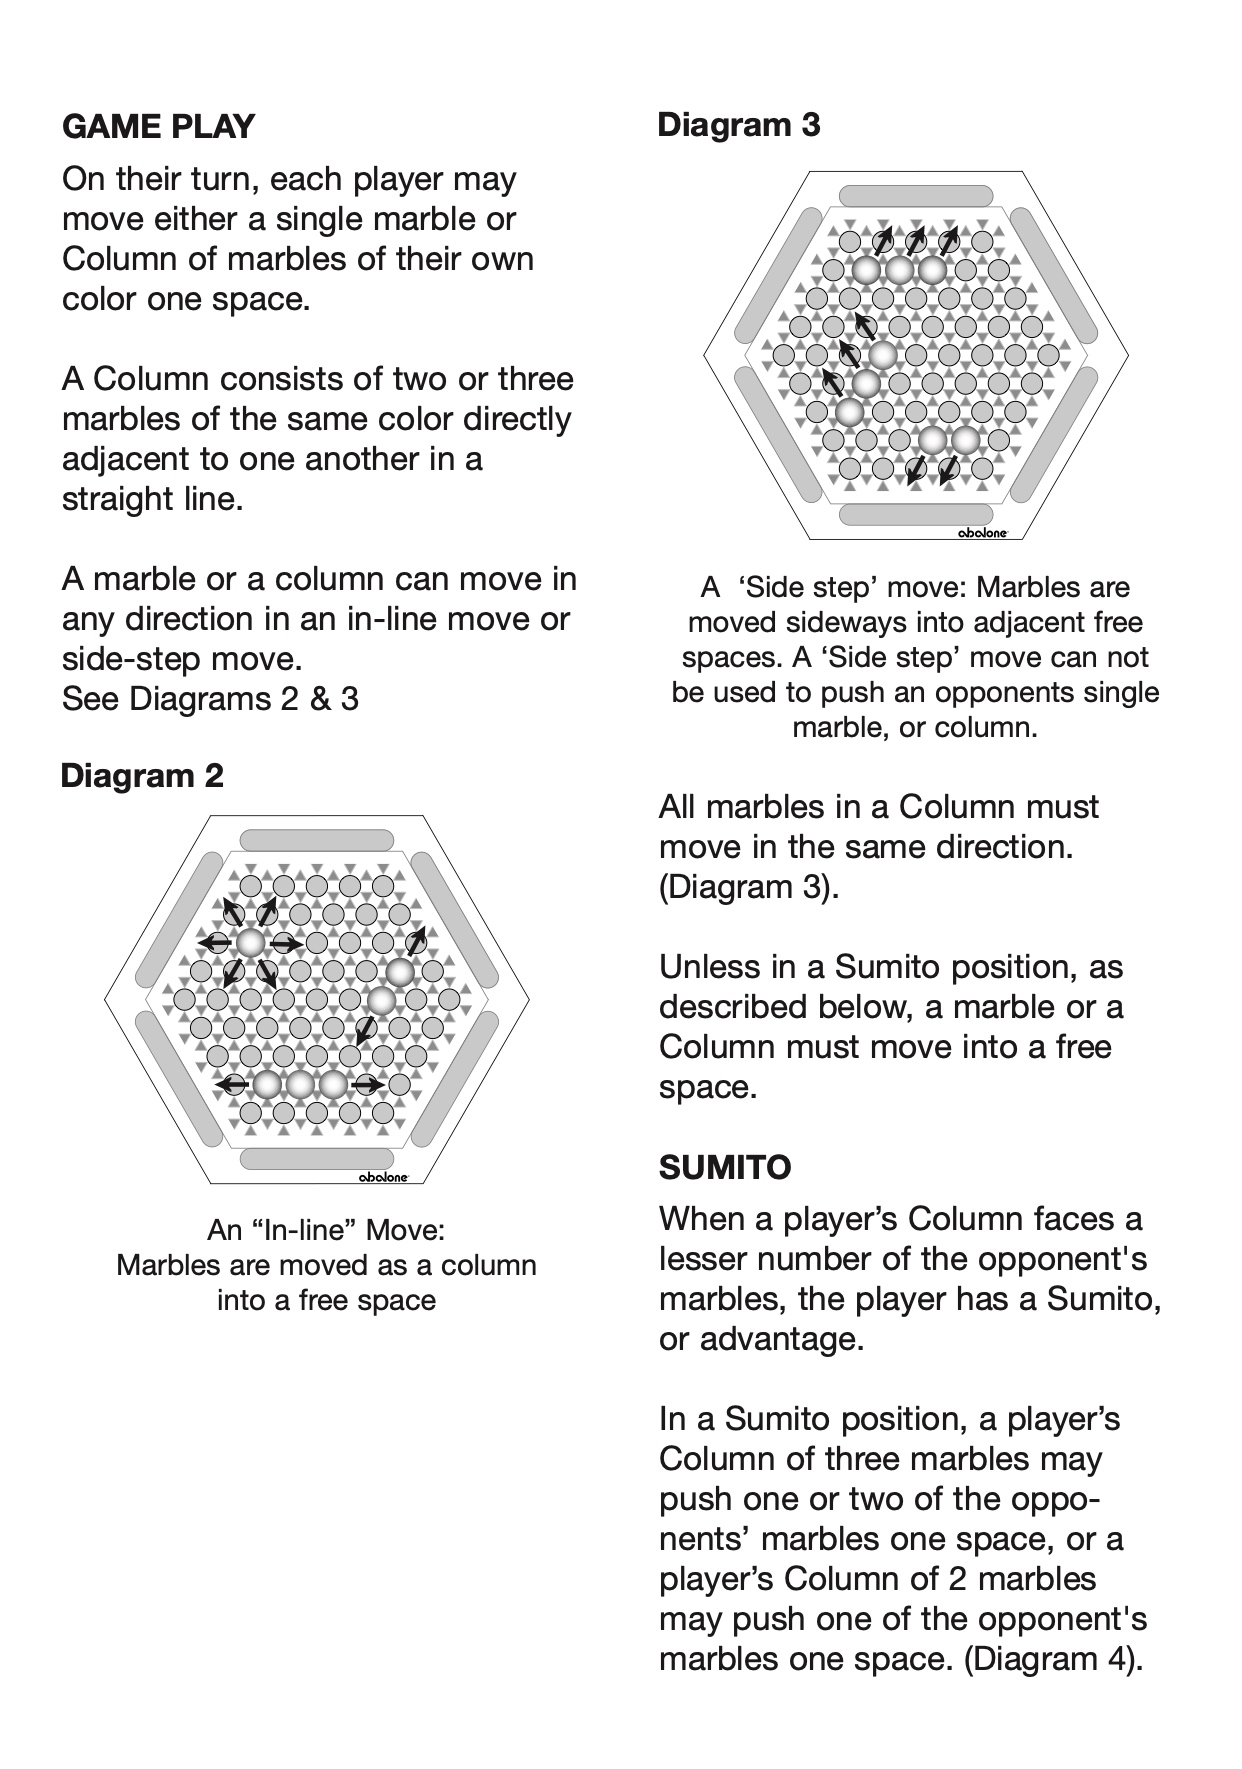 GAME PLAY
On their turn, each player may
move either a single marble or
Column of marbles of their own
color one space.
A Column consists of two or three
marbles of the same color directly
adjacent to one another in a
straight line.
A marble or a column can move in
any direction in an in-line move or
side-step move.
See Diagrams 2 & 3
Diagram 2
abalone
An “In-line” Move:
Marbles are moved as a column
into a free space
Diagram 3
abalone
A ‘Side step’ move: Marbles are
moved sideways into adjacent free
spaces. A ‘Side step’ move can not
be used to push an opponents single
marble, or column.
All marbles in a Column must
move in the same direction.
(Diagram 3).
Unless in a Sumito position, as
described below, a marble or a
Column must move into a free
space.
SUMITO
When a player’s Column faces a
lesser number of the opponent's
marbles, the player has a Sumito,
or advantage.
In a Sumito position, a player’s
Column of three marbles may
push one or two of the oppo-
nents’ marbles one space, or a
player’s Column of 2 marbles
may push one of the opponent's
marbles one space. (Diagram 4).